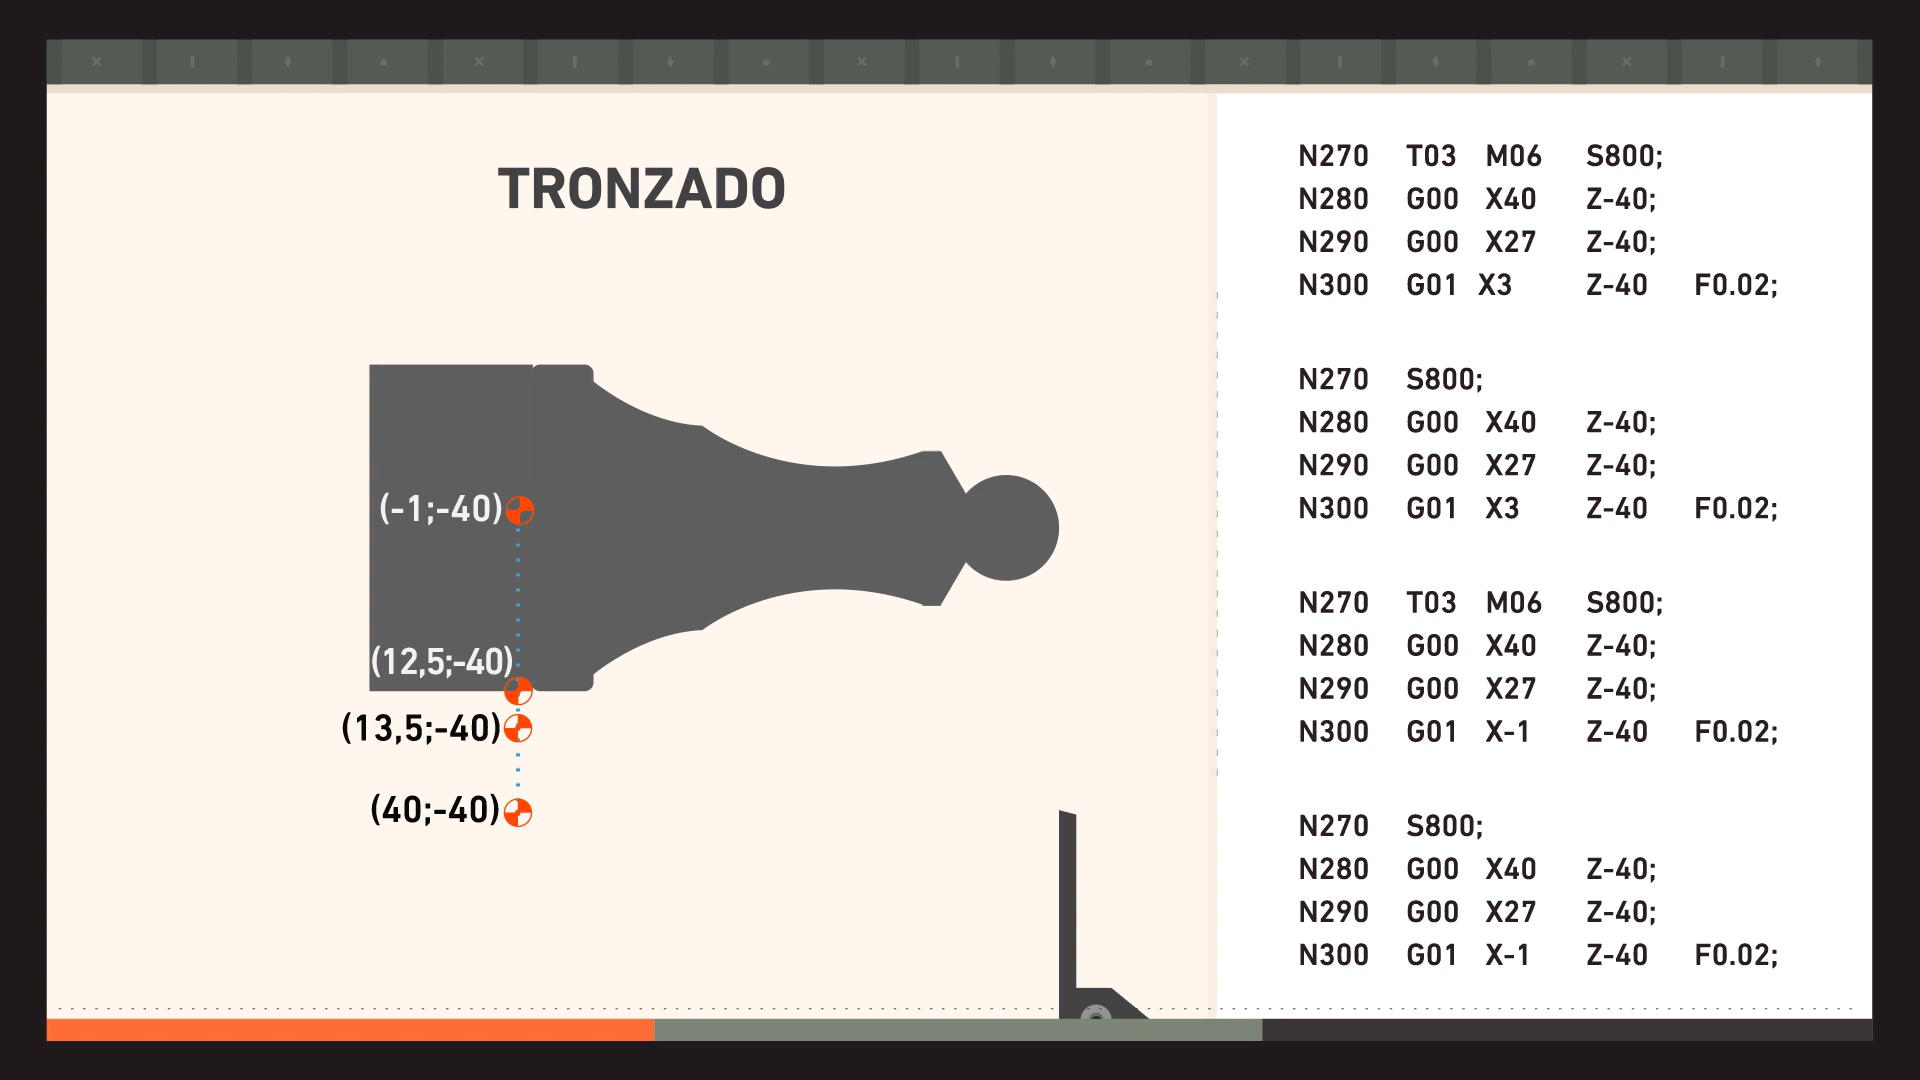 TRONZADO
(-1;-40)
(12,5;-40)
(13,5;-40)
(40;-40)
N270 T03 M06 S800;
N280 G00 X40 Z-40;
N290 G00 X27 Z-40;
N300 G01 X3 Z-40 F0.02;
N270 S800;
N280 G00 X40 Z-40;
N290 G00 X27 Z-40;
N300 G01 X3 Z-40 F0.02;
N270 T03 M06 S800;
N280 G00 X40 Z-40;
N290 G00 X27 Z-40;
N300 G01 X-1 Z-40 F0.02;
N270 S800;
N280 G00 X40 Z-40;
N290 G00 X27 Z-40;
N300 G01 X-1 Z-40 F0.02;